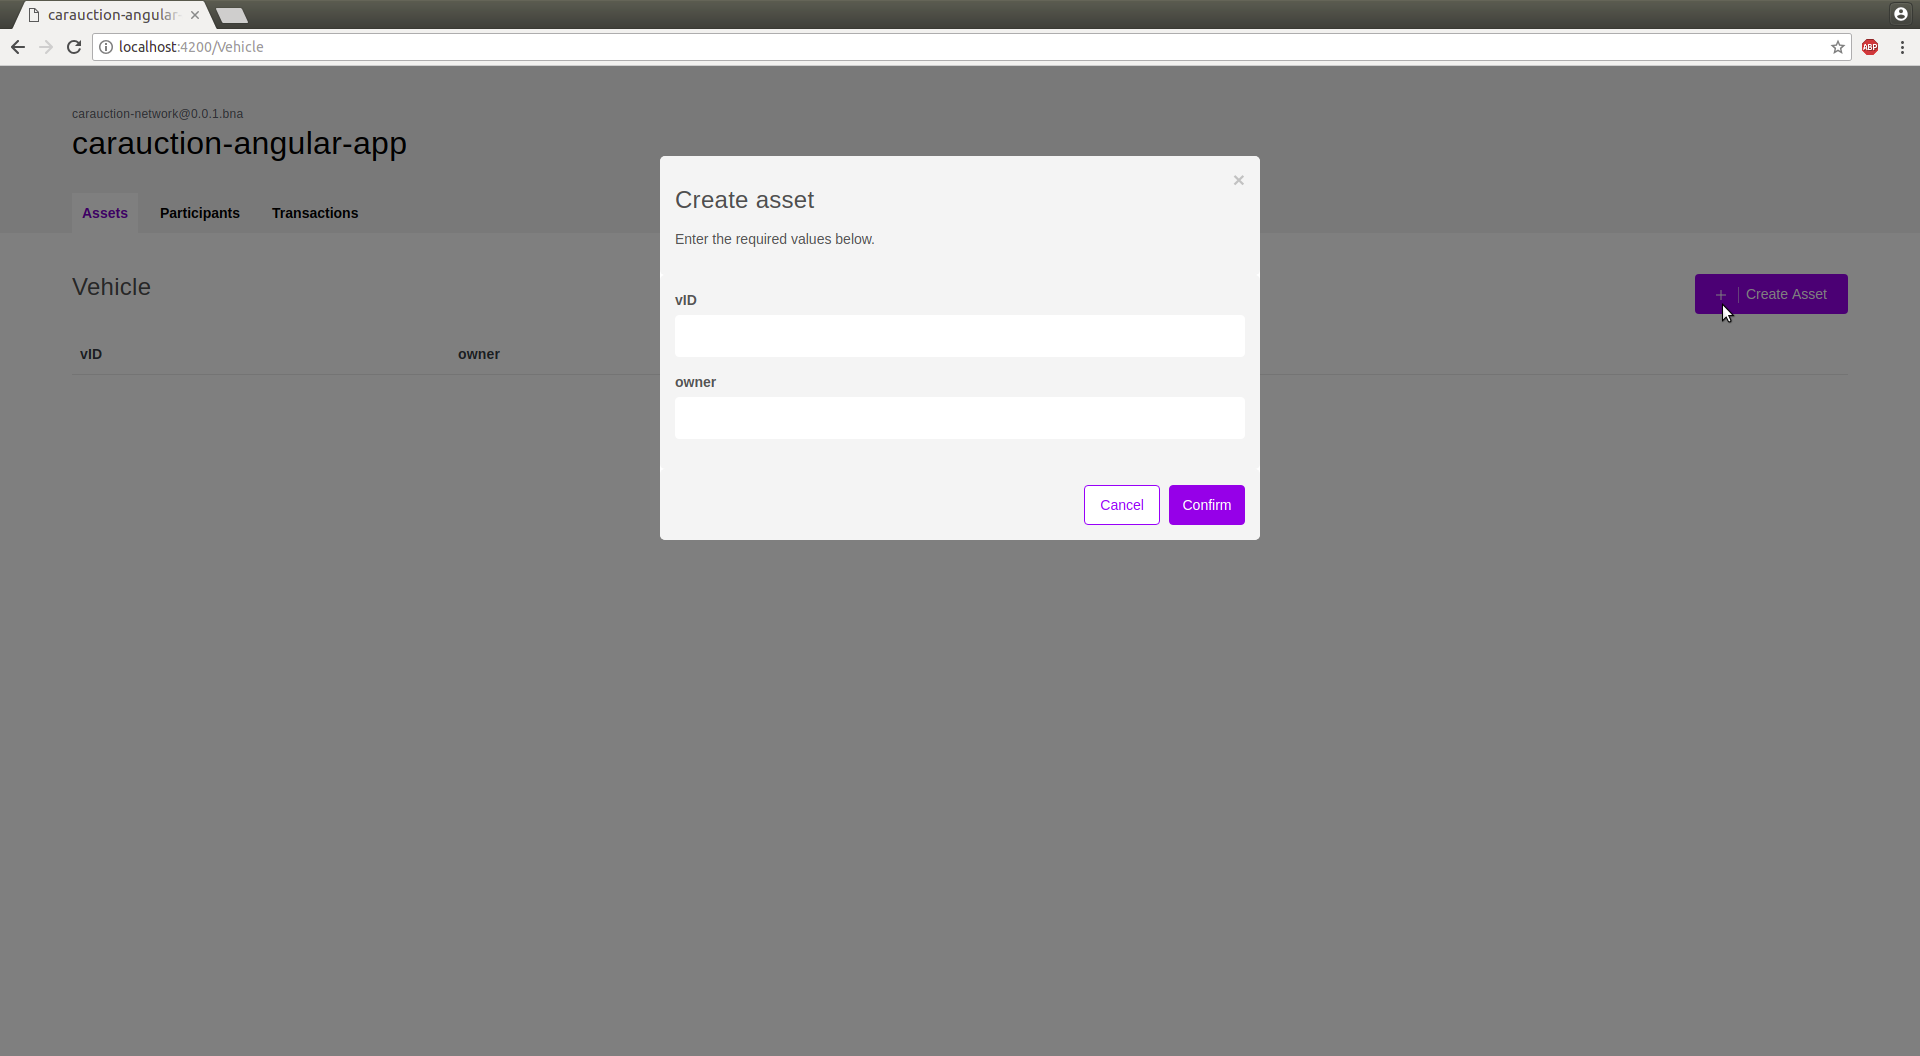 carauction-angular-
localhost:4200/Vehicle
ABP
carauction-network@0.0.1.bna
carauction-angular-app
Assets Participants Transactions
Vehicle
+ Create Asset
vID owner
×
Create asset
Enter the required values below.
vID
owner
Cancel Confirm